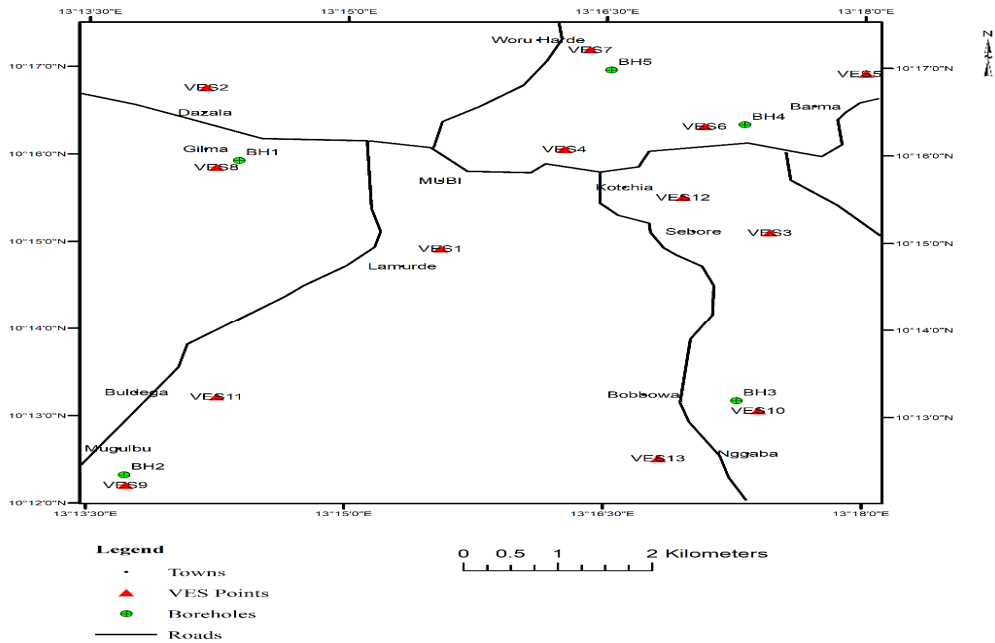 13°13'30"E 13°15'0"E 13°16'30"E 13°18'0"E
N
Woru Harde
VES7
BH5
10°17'0"N 10°17'0"N
VES5
VES2
Barma
Dazala
BH4
VES6
Gilma BH1 VES4
10°16'0"N 10°16'0"N
VES8
MUBI
Kotchia
VES12
Sebore VES3
10°15'0"N 10°15'0"N
VES1
Lamurde
10°14'0"N 10°14'0"N
Buldega
VES11
Bobbowa BH3
VES10
10°13'0"N 10°13'0"N
Mugulbu
Nggaba
VES13
BH2
VES9
10°12'0"N
13°13'30"E 13°15'0"E 13°16'30"E 13°18'0"E
Legend
Towns
VES Points
Boreholes
Roads
0 0.5 1 2 Kilometers